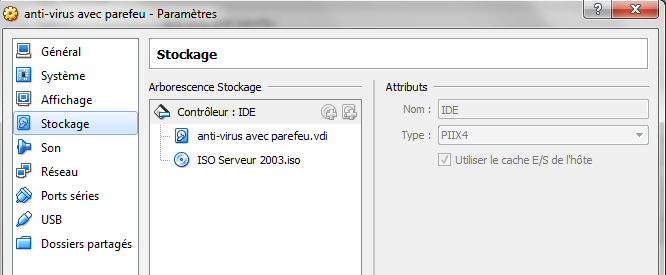 anti-virus avec parefeu - Paramètres
Général
Système
Affichage
Stockage
Son
Réseau
Ports séries
USB
Dossiers partagés
Stockage
Arborescence Stockage
Contrôleur : IDE
anti-virus avec parefeu.vdi
ISO Serveur 2003.iso
Attributs
Nom : IDE
Type : PIIX4
Utiliser le cache E/S de l'hôte